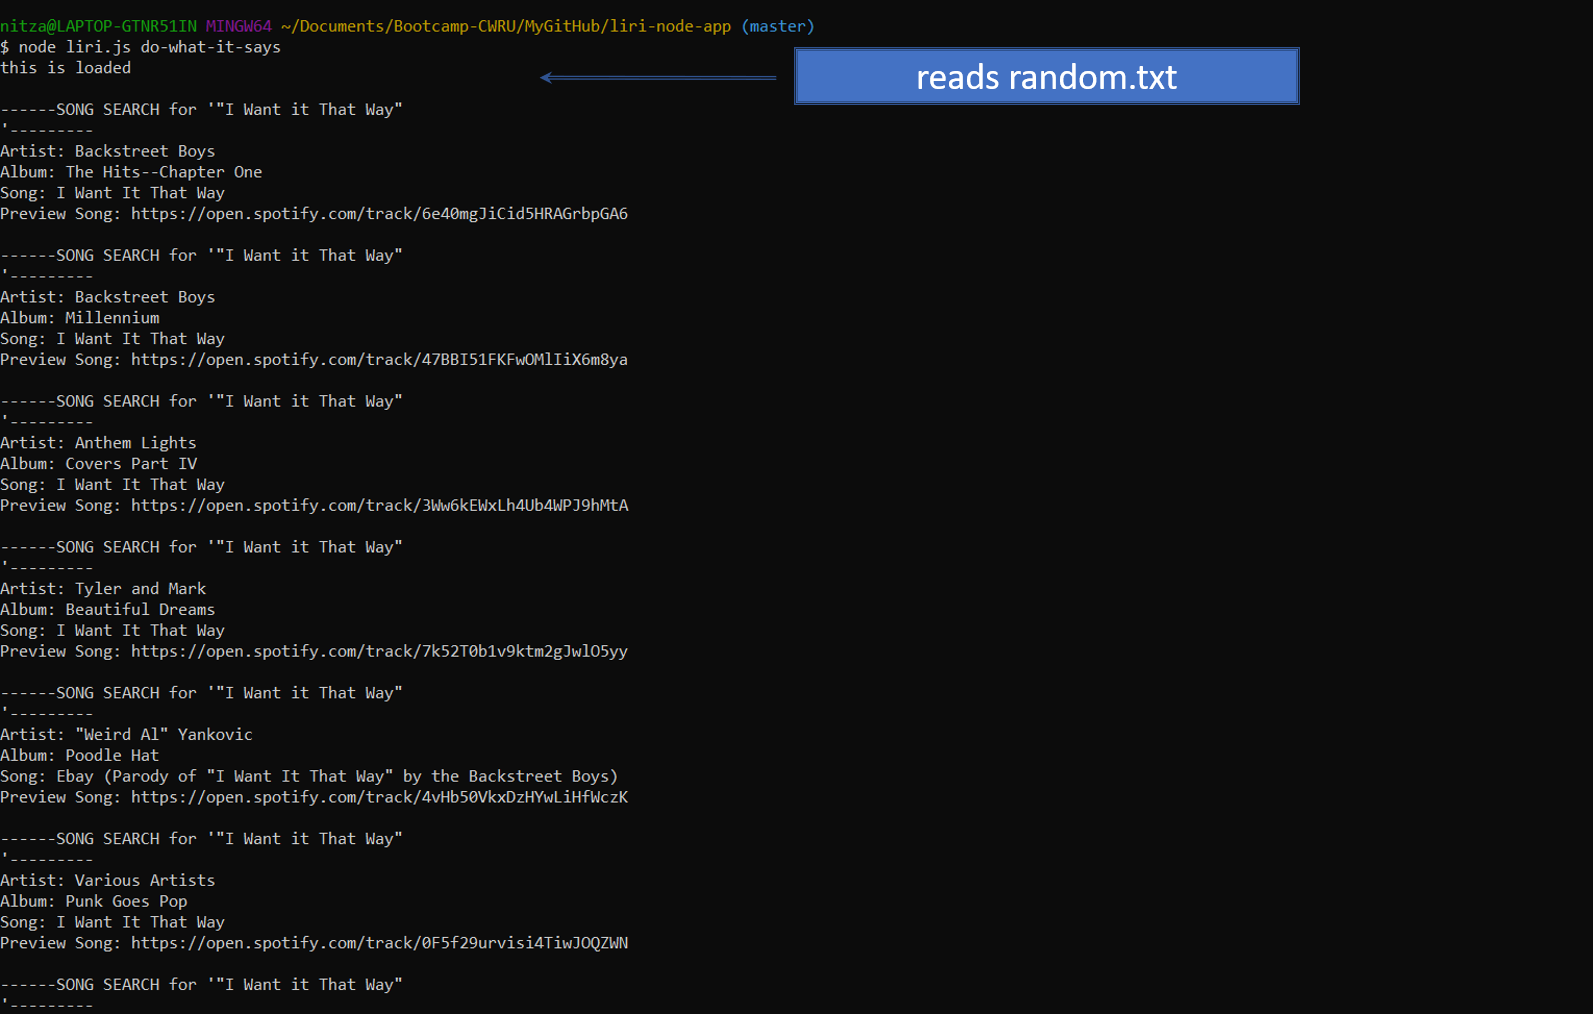 nitza@LAPTOP-GTNR51IN MINGW64 ~/Documents/Bootcamp-CWRU/MyGitHub/liri-node-app (master)
$ node liri.js do-what-it-says
this is loaded
reads random.txt
------SONG SEARCH for '"I Want it That Way"
'---------
Artist: Backstreet Boys
Album: The Hits--Chapter One
Song: I Want It That Way
Preview Song: https://open.spotify.com/track/6e40mgJiCid5HRAGrbpGA6
------SONG SEARCH for '"I Want it That Way"
'---------
Artist: Backstreet Boys
Album: Millennium
Song: I Want It That Way
Preview Song: https://open.spotify.com/track/47BBI51FKFwOMlIiX6m8ya
------SONG SEARCH for '"I Want it That Way"
'---------
Artist: Anthem Lights
Album: Covers Part IV
Song: I Want It That Way
Preview Song: https://open.spotify.com/track/3Ww6kEWxLh4Ub4WPJ9hMtA
------SONG SEARCH for '"I Want it That Way"
'---------
Artist: Tyler and Mark
Album: Beautiful Dreams
Song: I Want It That Way
Preview Song: https://open.spotify.com/track/7k52T0b1v9ktm2gJwlO5yy
------SONG SEARCH for '"I Want it That Way"
'---------
Artist: "Weird Al" Yankovic
Album: Poodle Hat
Song: Ebay (Parody of "I Want It That Way" by the Backstreet Boys)
Preview Song: https://open.spotify.com/track/4vHb50VkxDzHYwLiHfWczK
------SONG SEARCH for '"I Want it That Way"
'---------
Artist: Various Artists
Album: Punk Goes Pop
Song: I Want It That Way
Preview Song: https://open.spotify.com/track/0F5f29urvisi4TiwJOQZWN
------SONG SEARCH for '"I Want it That Way"
'---------